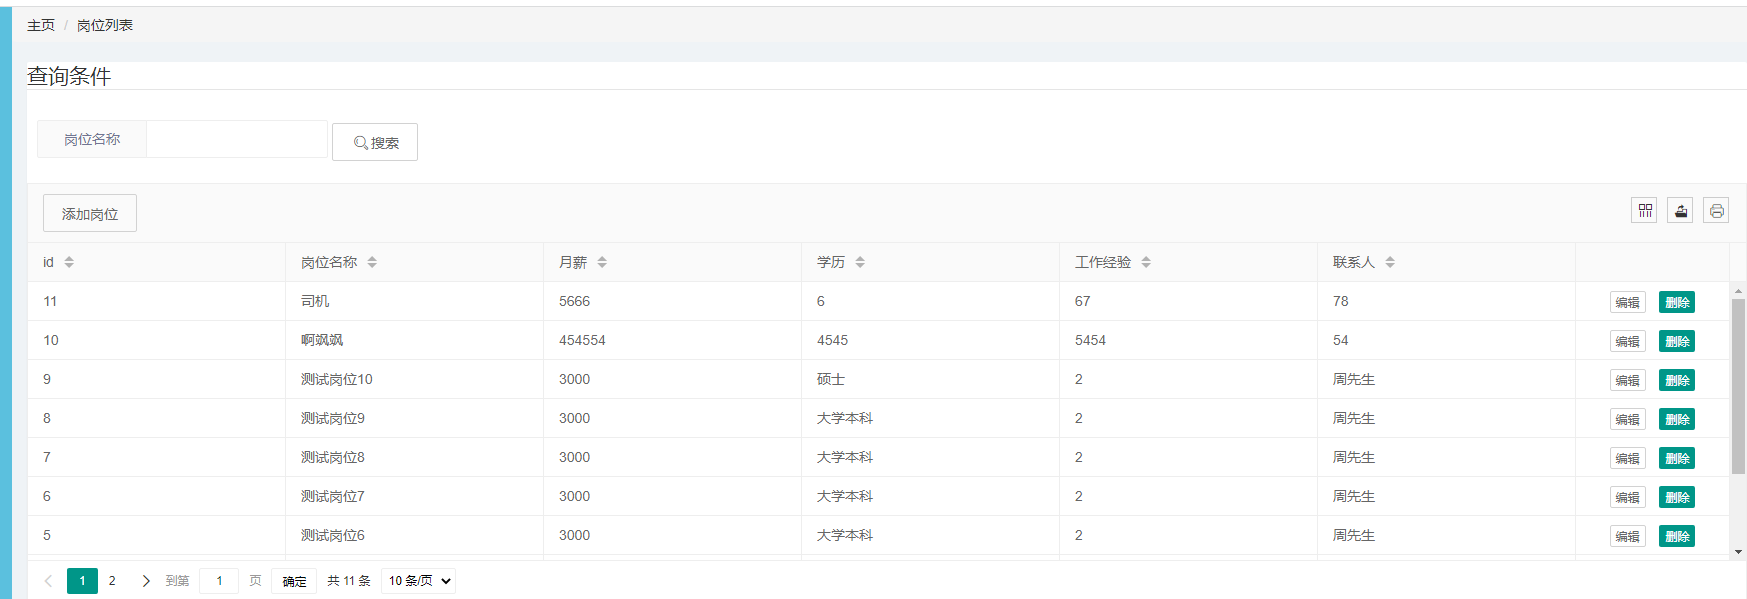 主页 / 岗位列表
查询条件
岗位名称 搜索
添加岗位
id 岗位名称 月薪 学历 工作经验 联系人
11 司机 5666 6 67 78 编辑 删除
10 啊飒飒 454554 4545 5454 54 编辑 删除
9 测试岗位10 3000 硕士 2 周先生 编辑 删除
8 测试岗位9 3000 大学本科 2 周先生 编辑 删除
7 测试岗位8 3000 大学本科 2 周先生 编辑 删除
6 测试岗位7 3000 大学本科 2 周先生 编辑 删除
5 测试岗位6 3000 大学本科 2 周先生 编辑 删除
1 2 到第 1 页 确定 共 11 条 10 条/页